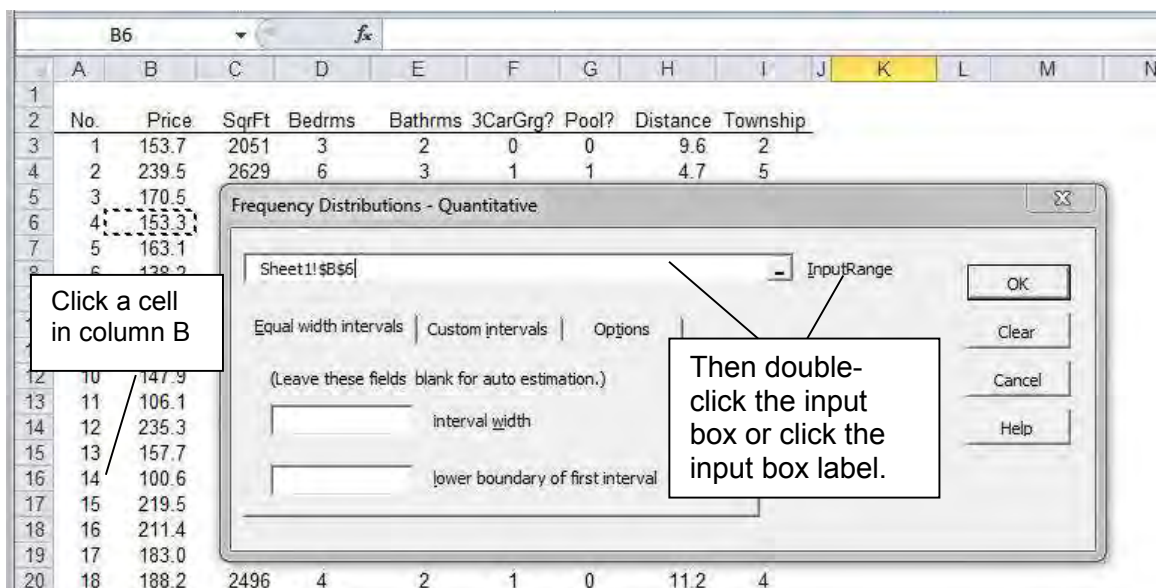 B6 fx
A B C D E F G H I J K L M N
1
2 No. Price SqrFt Bedrms Bathrms 3CarGrg? Pool? Distance Township
3 1 153.7 2051 3 2 0 0 9.6 2
4 2 239.5 2629 6 3 1 1 4.7 5
5 3 170.5
6 4 153.3
7 5 163.1
8 6 138.2
12 10 147.9
13 11 106.1
14 12 235.3
15 13 157.7
16 14 100.6
17 15 219.5
18 16 211.4
19 17 183.0
20 18 188.2 2496 4 2 1 0 11.2 4
Frequency Distributions - Quantitative
Sheet1!$B$6
InputRange
Equal width intervals Custom intervals Options
(Leave these fields blank for auto estimation.)
interval width
lower boundary of first interval
OK
Clear
Cancel
Help
Click a cell
in column B
Then double-
click the input
box or click the
input box label.